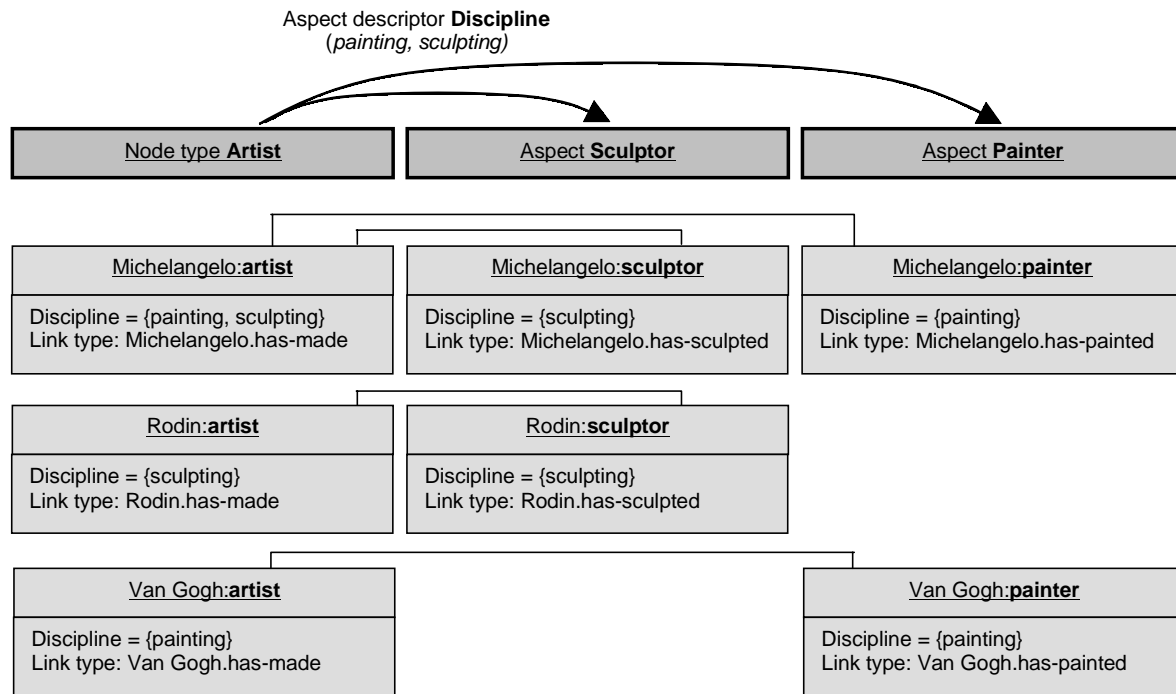 Aspect descriptor Discipline
(painting, sculpting)
Node type Artist
Aspect Sculptor
Aspect Painter
Michelangelo:artist
Discipline = {painting, sculpting}
Link type: Michelangelo.has-made
Michelangelo:sculptor
Discipline = {sculpting}
Link type: Michelangelo.has-sculpted
Michelangelo:painter
Discipline = {painting}
Link type: Michelangelo.has-painted
Rodin:artist
Discipline = {sculpting}
Link type: Rodin.has-made
Rodin:sculptor
Discipline = {sculpting}
Link type: Rodin.has-sculpted
Van Gogh:artist
Discipline = {painting}
Link type: Van Gogh.has-made
Van Gogh:painter
Discipline = {painting}
Link type: Van Gogh.has-painted